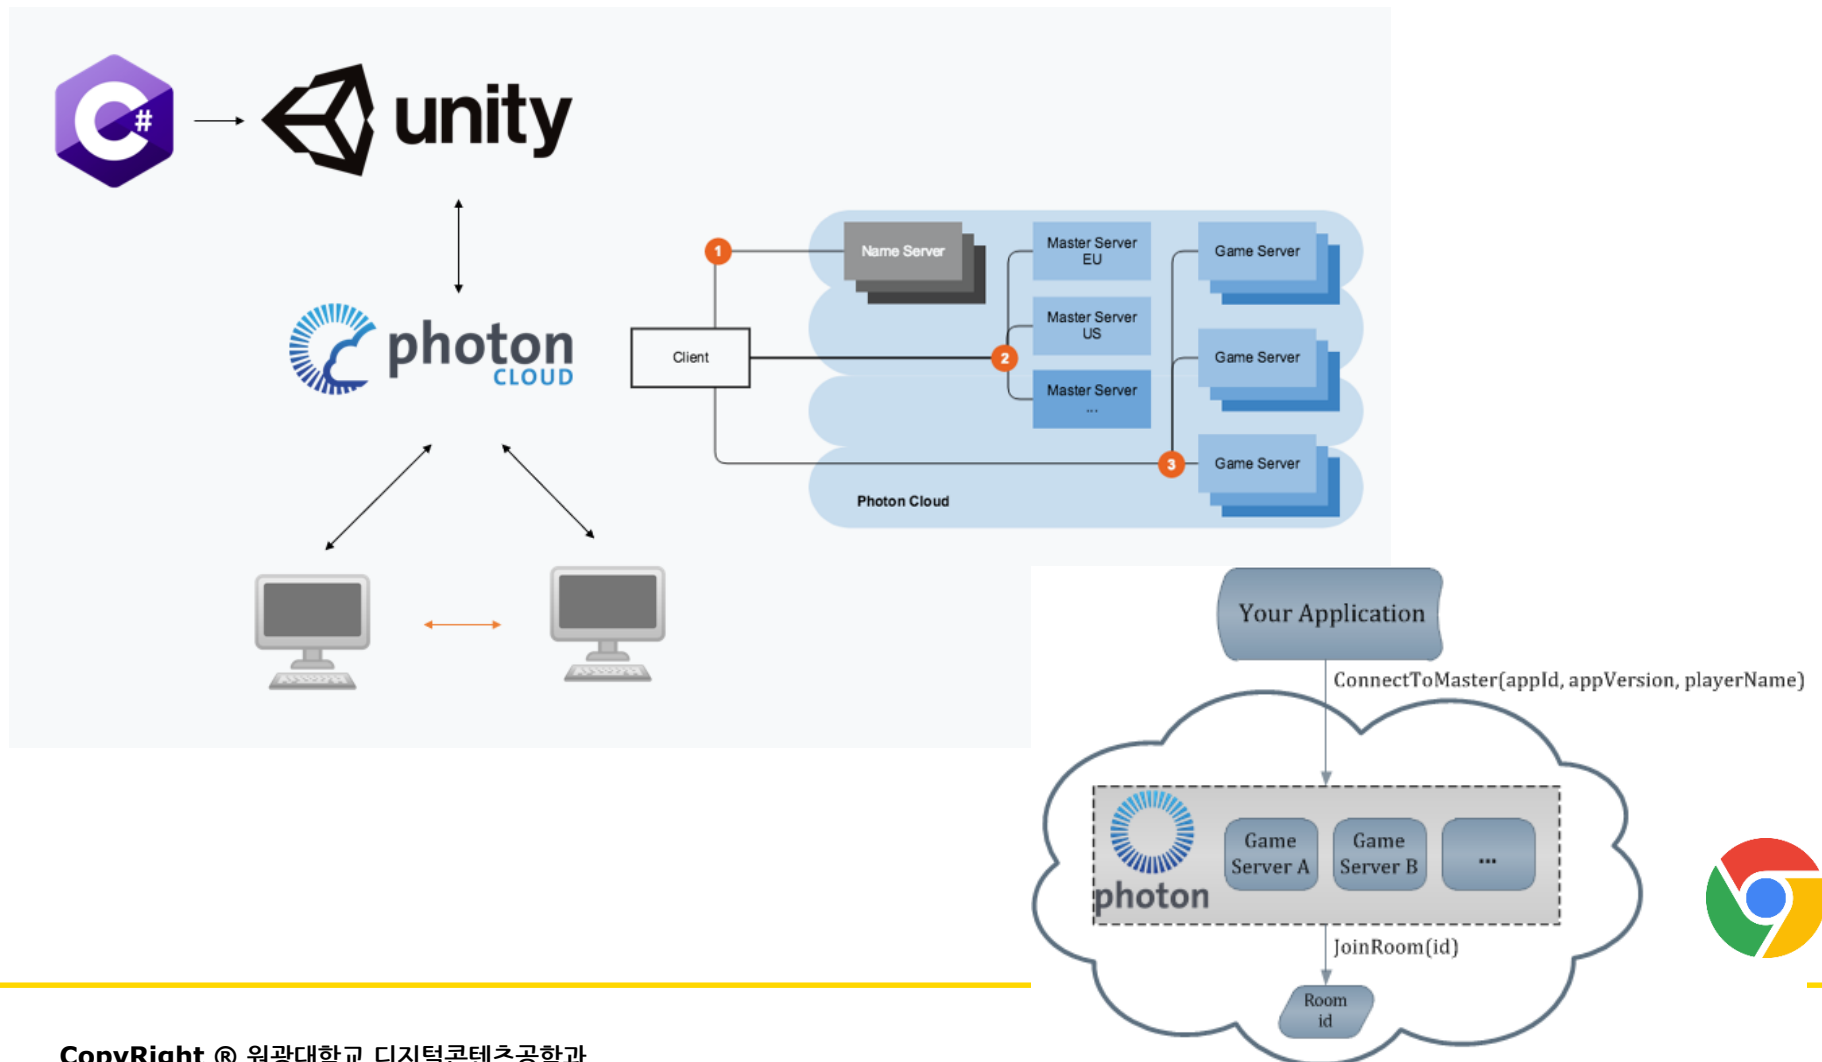 C#
unity
photon
CLOUD
1
Name Server
Master Server
EU
Master Server
US
Master Server
...
Client
2
Game Server
Game Server
Game Server
3
Photon Cloud
Your Application
ConnectToMaster(appId, appVersion, playerName)
photon
Game
Server A
Game
Server B
...
JoinRoom(id)
Room
id
CopyRight ® 원광대학교 디지털콘텐츠공학과